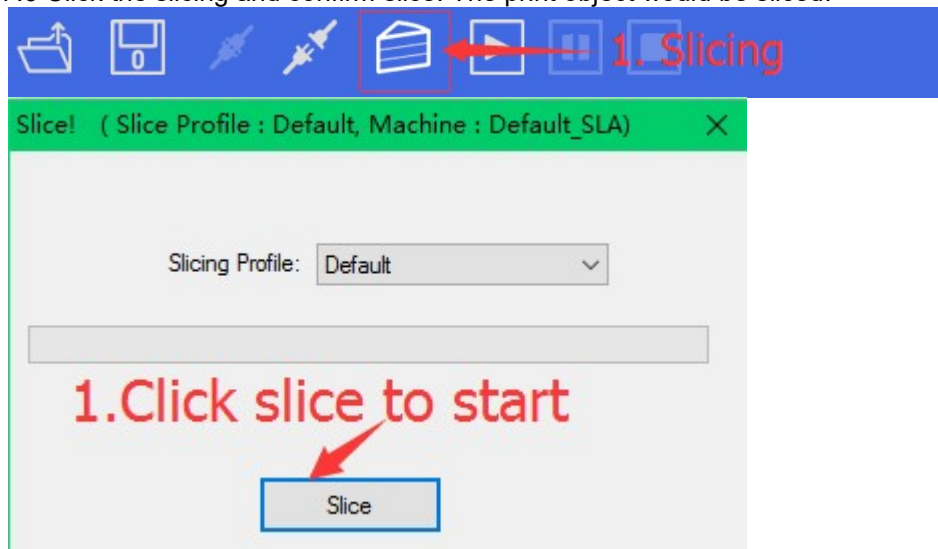 Click the slicing and confirm slice. The print object would be sliced.
1. Slicing
Slice! ( Slice Profile : Default, Machine : Default_SLA)
Slicing Profile: Default
1.Click slice to start
Slice